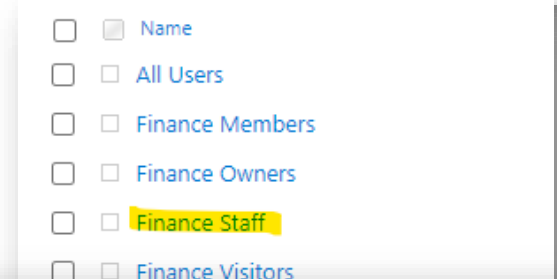 Name
All Users
Finance Members
Finance Owners
Finance Staff
Finance Visitors